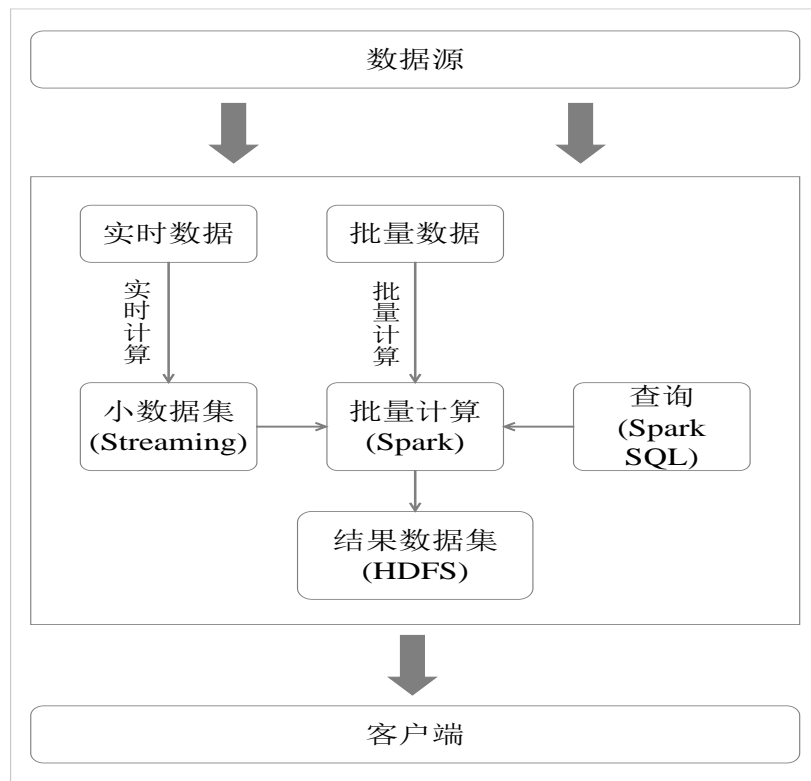 数据源
实时数据
批量数据
实时计算
批量计算
小数据集
(Streaming)
批量计算
(Spark)
查询
(Spark
SQL)
结果数据集
(HDFS)
客户端